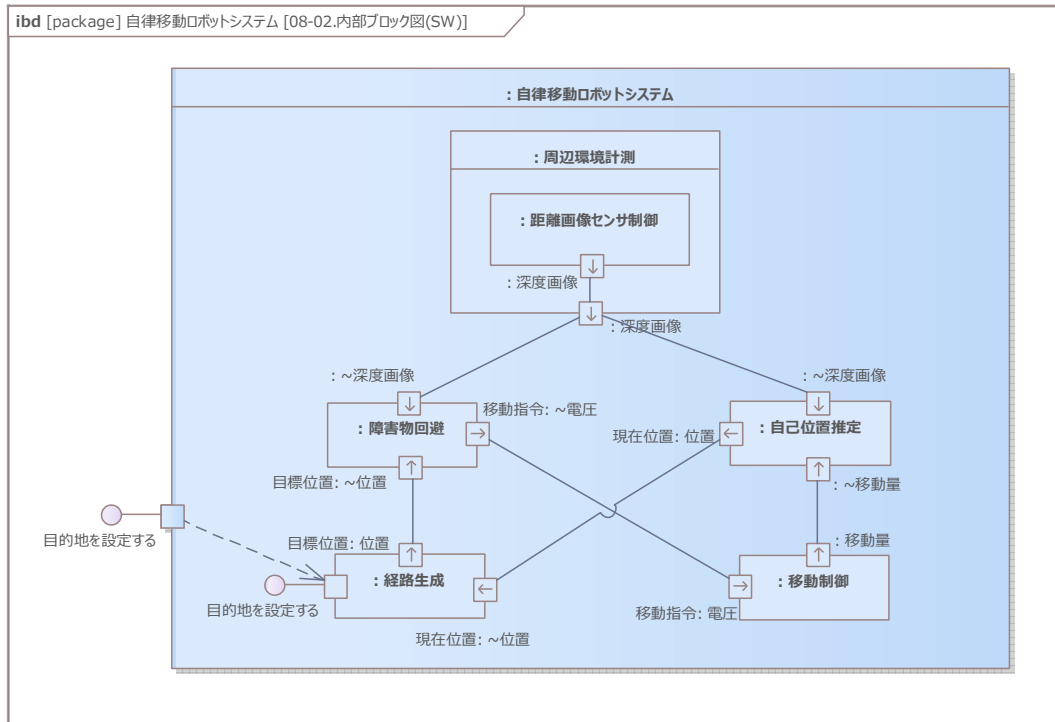 ibd [package] 自律移動ロボットシステム [08-02.内部ブロック図(SW)]
: 自律移動ロボットシステム
: 周辺環境計測
: 距離画像センサ制御
: 深度画像
: 深度画像
: ~深度画像
: ~深度画像
移動指令: ~電圧
: 障害物回避
現在位置: 位置
: 自己位置推定
目標位置: ~位置
: ~移動量
目的地を設定する
目標位置: 位置
: 移動量
: 経路生成
: 移動制御
目的地を設定する
移動指令: 電圧
現在位置: ~位置